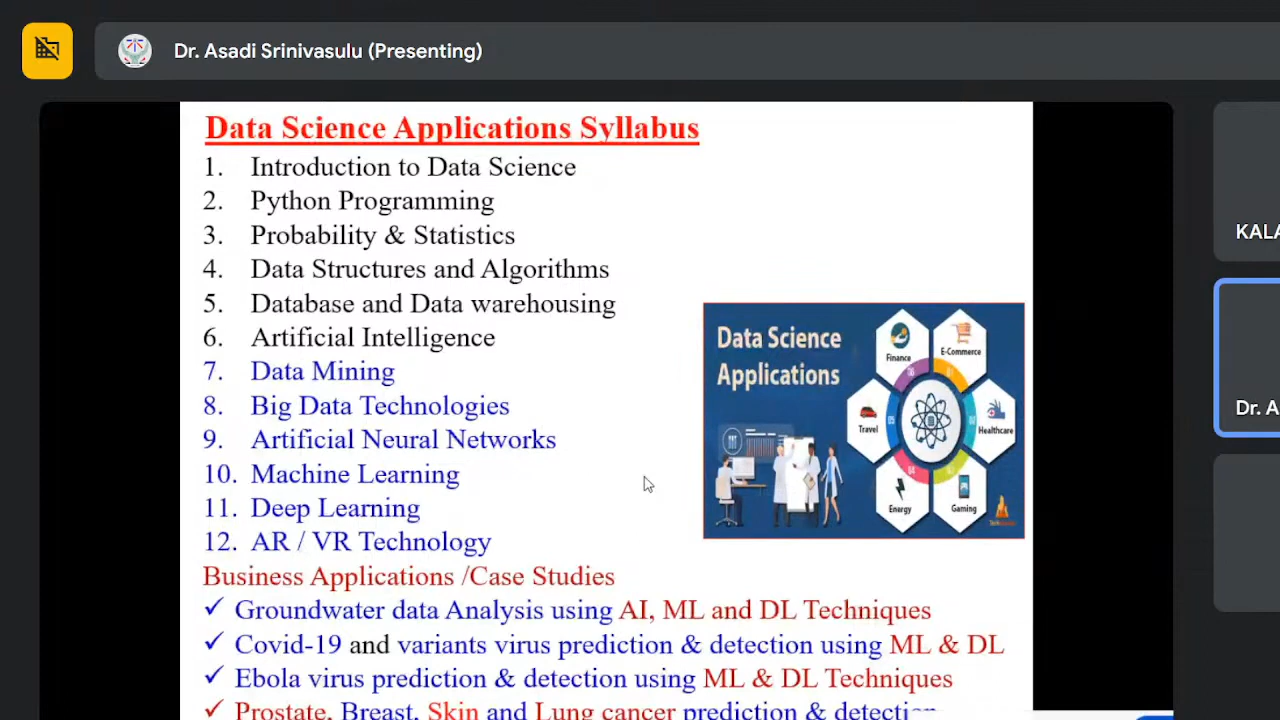 Dr. Asadi Srinivasulu (Presenting)
Data Science Applications Syllabus
1. Introduction to Data Science
2. Python Programming
3. Probability & Statistics
4. Data Structures and Algorithms
5. Database and Data warehousing
6. Artificial Intelligence
7. Data Mining
8. Big Data Technologies
9. Artificial Neural Networks
10. Machine Learning
11. Deep Learning
12. AR / VR Technology
Business Applications /Case Studies
✓ Groundwater data Analysis using AI, ML and DL Techniques
✓ Covid-19 and variants virus prediction & detection using ML & DL
✓ Ebola virus prediction & detection using ML & DL Techniques
✓ Prostate, Breast, Skin and Lung cancer prediction & detection
Data Science
Applications
Finance
E-Commerce
Travel
Healthcare
Energy
Gaming
KALA
Dr. A